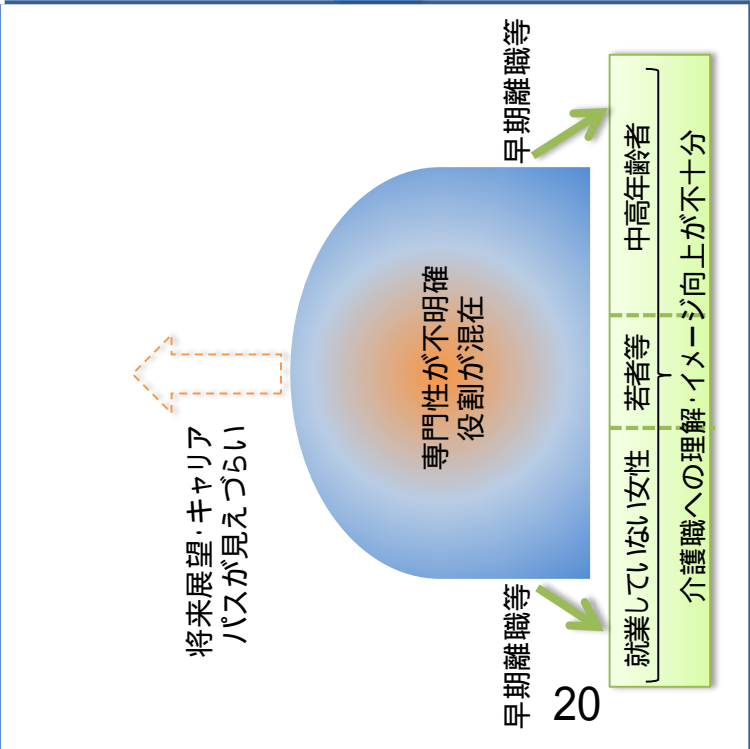 将来展望・キャリア
パスが見えづらい
専門性が不明確
役割が混在
早期離職等
早期離職等
就業していない女性
若者等
中高年齢者
介護職への理解・イメージ向上が不十分
20